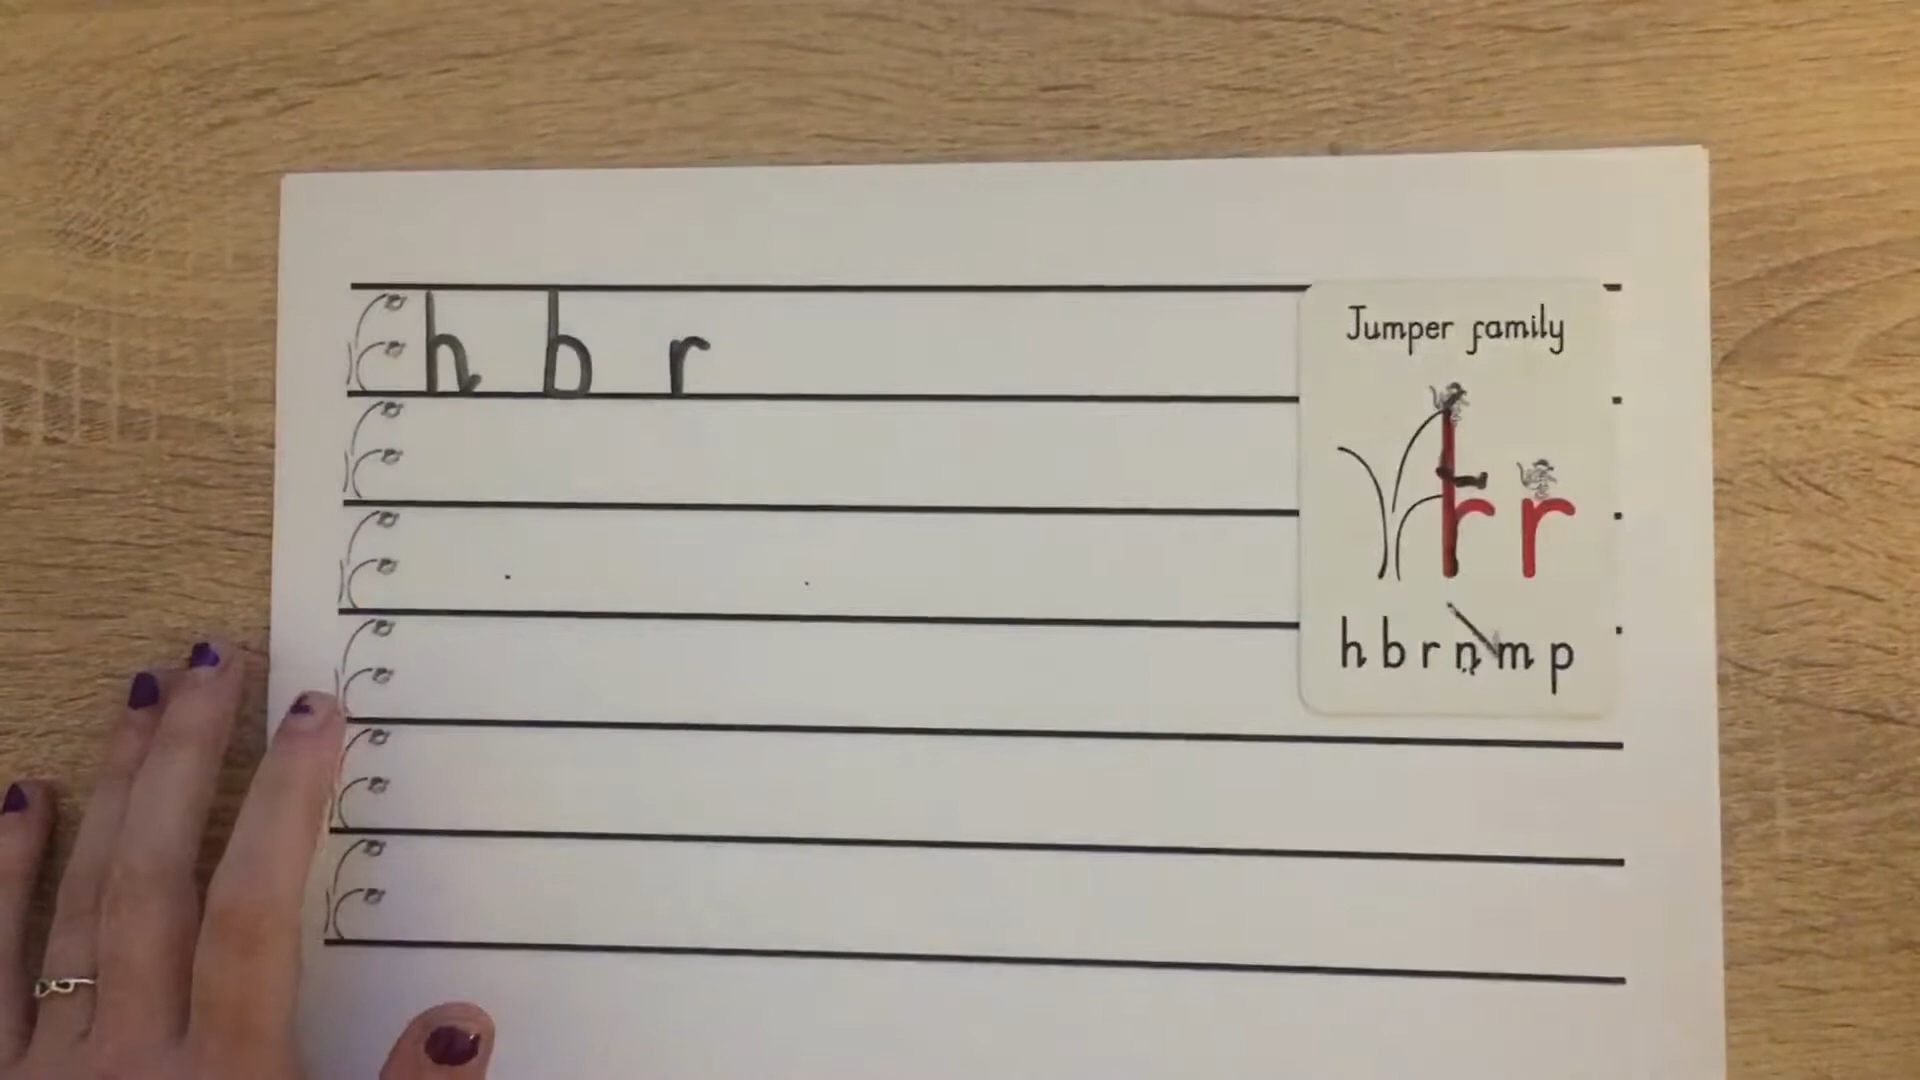 h b r
Jumper family
r r
h b r n m p